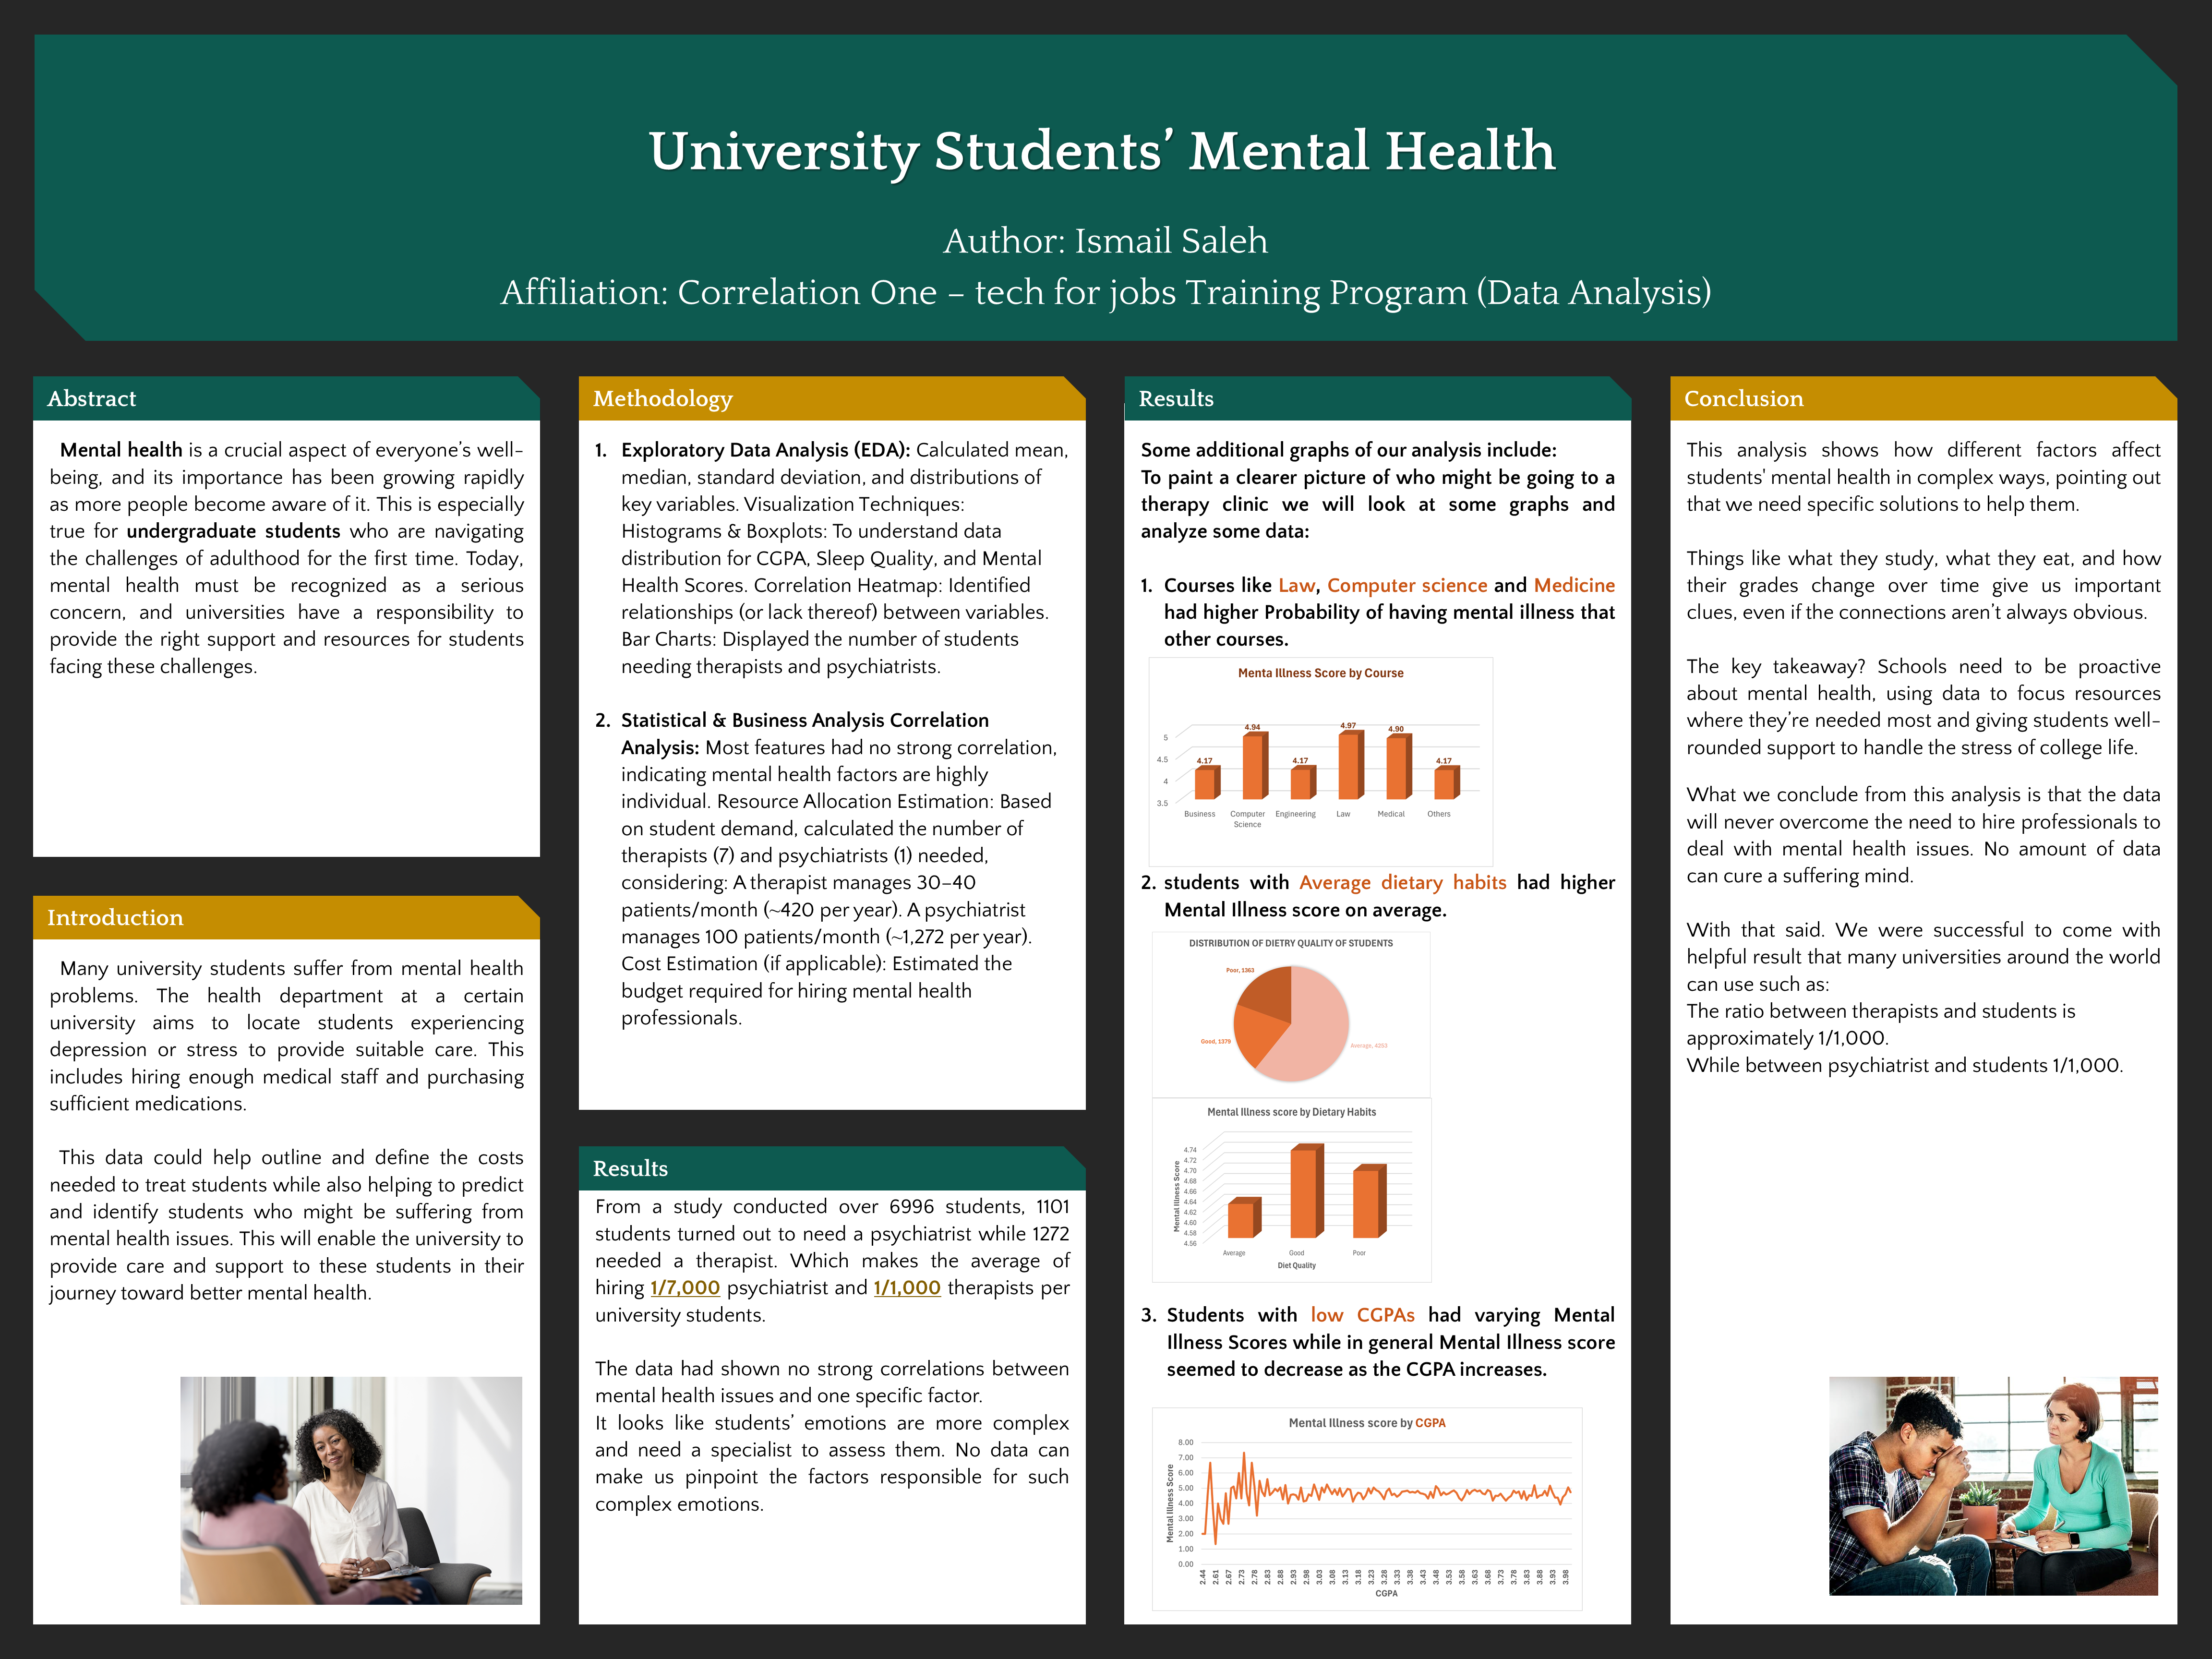 University Students’ Mental Health
Author: Ismail Saleh
Affiliation: Correlation One – tech for jobs Training Program (Data Analysis)
Abstract
Mental health is a crucial aspect of everyone’s well-
being, and its importance has been growing rapidly
as more people become aware of it. This is especially
true for undergraduate students who are navigating
the challenges of adulthood for the first time. Today,
mental health must be recognized as a serious
concern, and universities have a responsibility to
provide the right support and resources for students
facing these challenges.
Introduction
Many university students suffer from mental health
problems. The health department at a certain
university aims to locate students experiencing
depression or stress to provide suitable care. This
includes hiring enough medical staff and purchasing
sufficient medications.
This data could help outline and define the costs
needed to treat students while also helping to predict
and identify students who might be suffering from
mental health issues. This will enable the university to
provide care and support to these students in their
journey toward better mental health.
Methodology
1. Exploratory Data Analysis (EDA): Calculated mean,
median, standard deviation, and distributions of
key variables. Visualization Techniques:
Histograms & Boxplots: To understand data
distribution for CGPA, Sleep Quality, and Mental
Health Scores. Correlation Heatmap: Identified
relationships (or lack thereof) between variables.
Bar Charts: Displayed the number of students
needing therapists and psychiatrists.
2. Statistical & Business Analysis Correlation
Analysis: Most features had no strong correlation,
indicating mental health factors are highly
individual. Resource Allocation Estimation: Based
on student demand, calculated the number of
therapists (7) and psychiatrists (1) needed,
considering: A therapist manages 30–40
patients/month (~420 per year). A psychiatrist
manages 100 patients/month (~1,272 per year).
Cost Estimation (if applicable): Estimated the
budget required for hiring mental health
professionals.
Results
From a study conducted over 6996 students, 1101
students turned out to need a psychiatrist while 1272
needed a therapist. Which makes the average of
hiring 1/7,000 psychiatrist and 1/1,000 therapists per
university students.
The data had shown no strong correlations between
mental health issues and one specific factor.
It looks like students’ emotions are more complex
and need a specialist to assess them. No data can
make us pinpoint the factors responsible for such
complex emotions.
Results
Some additional graphs of our analysis include:
To paint a clearer picture of who might be going to a
therapy clinic we will look at some graphs and
analyze some data:
1. Courses like Law, Computer science and Medicine
had higher Probability of having mental illness that
other courses.
Menta Illness Score by Course
5
4.5
4
3.5
4.17 4.94 4.17 4.97 4.90 4.17
Business Computer Science Engineering Law Medical Others
2. students with Average dietary habits had higher
Mental Illness score on average.
DISTRIBUTION OF DIETRY QUALITY OF STUDENTS
Poor, 1363
Good, 1379
Average, 4253
Mental Illness score by Dietary Habits
Mental Illness Score
4.74
4.72
4.70
4.68
4.66
4.64
4.62
4.60
4.58
4.56
Average Good Poor
Diet Quality
3. Students with low CGPAs had varying Mental
Illness Scores while in general Mental Illness score
seemed to decrease as the CGPA increases.
Mental Illness score by CGPA
Mental Illness Score
8.00
7.00
6.00
5.00
4.00
3.00
2.00
1.00
0.00
2.44 2.61 2.67 2.73 2.78 2.83 2.88 2.93 2.98 3.03 3.08 3.13 3.18 3.23 3.28 3.33 3.38 3.43 3.48 3.53 3.58 3.63 3.68 3.73 3.78 3.83 3.88 3.93 3.98
CGPA
Conclusion
This analysis shows how different factors affect
students' mental health in complex ways, pointing out
that we need specific solutions to help them.
Things like what they study, what they eat, and how
their grades change over time give us important
clues, even if the connections aren’t always obvious.
The key takeaway? Schools need to be proactive
about mental health, using data to focus resources
where they’re needed most and giving students well-
rounded support to handle the stress of college life.
What we conclude from this analysis is that the data
will never overcome the need to hire professionals to
deal with mental health issues. No amount of data
can cure a suffering mind.
With that said. We were successful to come with
helpful result that many universities around the world
can use such as:
The ratio between therapists and students is
approximately 1/1,000.
While between psychiatrist and students 1/1,000.